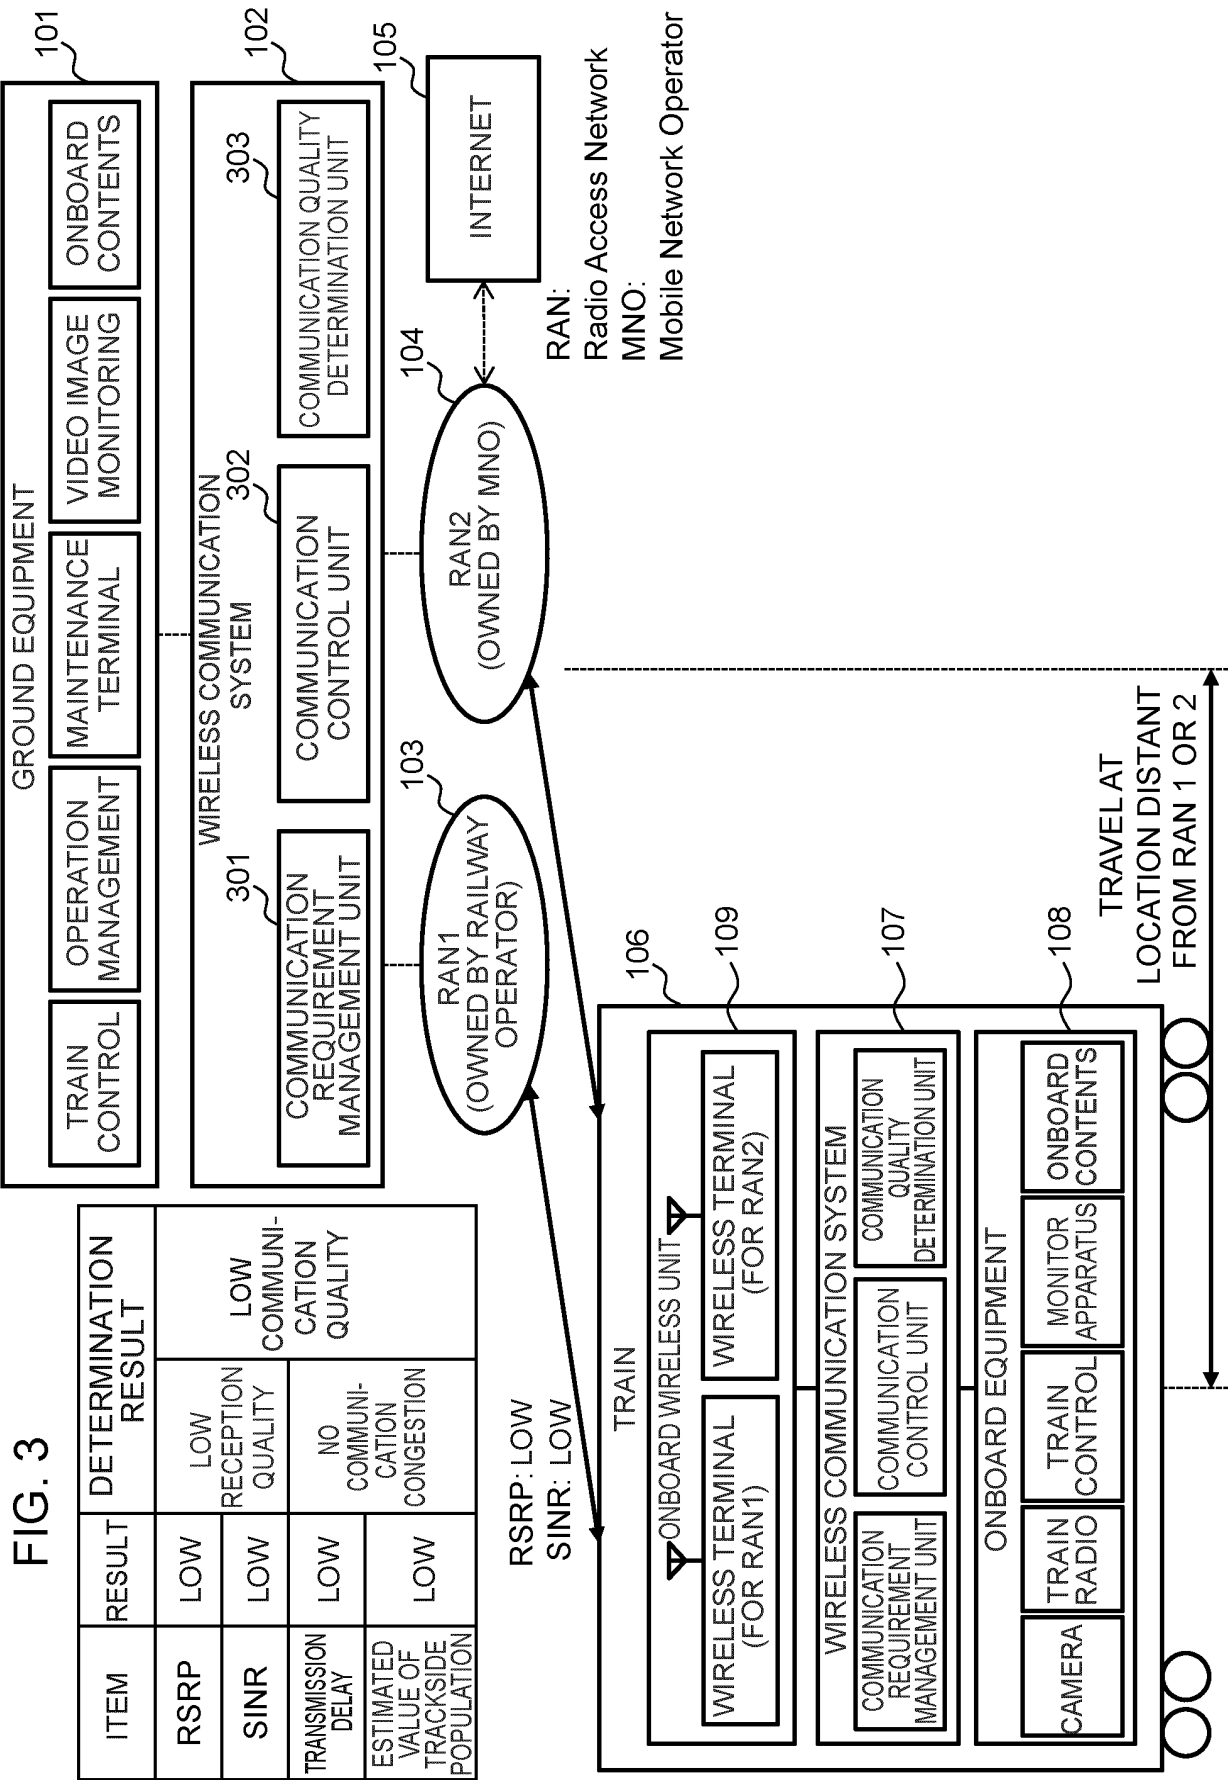 FIG. 3
ITEM
RESULT
DETERMINATION
RESULT
RSRP
LOW
LOW
RECEPTION
QUALITY
LOW
COMMUNI-
CATION
QUALITY
SINR
LOW
TRANSMISSION
DELAY
LOW
NO
COMMUNI-
CATION
CONGESTION
ESTIMATED
VALUE OF
TRACKSIDE
POPULATION
LOW
GROUND EQUIPMENT
101
TRAIN
CONTROL
OPERATION
MANAGEMENT
MAINTENANCE
TERMINAL
VIDEO IMAGE
MONITORING
ONBOARD
CONTENTS
WIRELESS COMMUNICATION
SYSTEM
102
301
COMMUNICATION
REQUIREMENT
MANAGEMENT UNIT
302
COMMUNICATION
CONTROL UNIT
303
COMMUNICATION QUALITY
DETERMINATION UNIT
103
RAN1
(OWNED BY RAILWAY
OPERATOR)
104
RAN2
(OWNED BY MNO)
105
INTERNET
RAN:
Radio Access Network
MNO:
Mobile Network Operator
RSRP: LOW
SINR: LOW
TRAIN
106
ONBOARD WIRELESS UNIT
109
WIRELESS TERMINAL
(FOR RAN1)
WIRELESS TERMINAL
(FOR RAN2)
WIRELESS COMMUNICATION SYSTEM
107
COMMUNICATION
REQUIREMENT
MANAGEMENT UNIT
COMMUNICATION
CONTROL UNIT
COMMUNICATION
QUALITY
DETERMINATION UNIT
ONBOARD EQUIPMENT
108
CAMERA
TRAIN
RADIO
TRAIN
CONTROL
MONITOR
APPARATUS
ONBOARD
CONTENTS
TRAVEL AT
LOCATION DISTANT
FROM RAN 1 OR 2